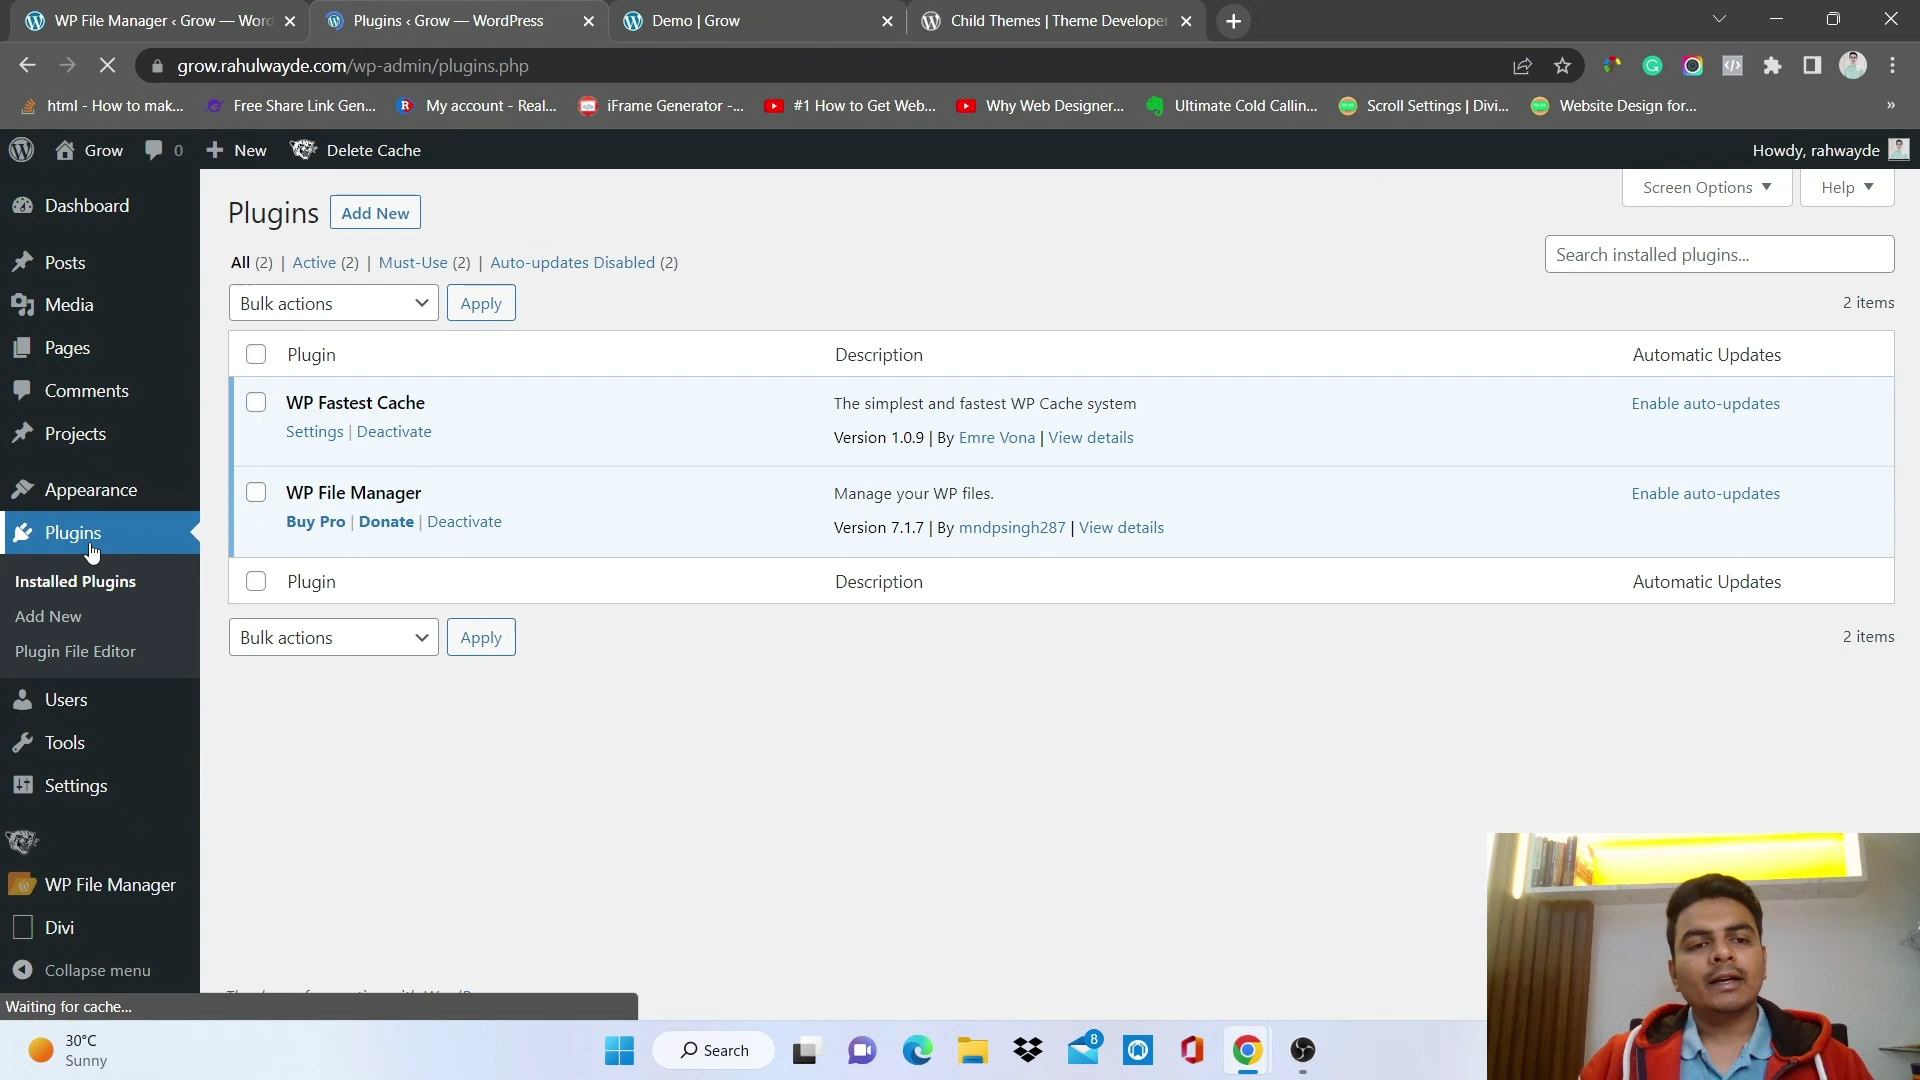 WP File Manager ‹ Grow — Word
Plugins ‹ Grow — WordPress
Demo | Grow
Child Themes | Theme Developer
grow.rahulwayde.com/wp-admin/plugins.php
html - How to mak...
Free Share Link Gen...
My account - Real...
iFrame Generator -...
#1 How to Get Web...
Why Web Designer...
Ultimate Cold Callin...
Scroll Settings | Divi...
Website Design for...
»
Grow
0
New
Delete Cache
Howdy, rahwayde
Dashboard
Posts
Media
Pages
Comments
Projects
Appearance
Plugins
Installed Plugins
Add New
Plugin File Editor
Users
Tools
Settings
WP File Manager
Divi
Collapse menu
Screen Options
Help
Plugins
Add New
All (2) | Active (2) | Must-Use (2) | Auto-updates Disabled (2)
Search installed plugins...
Bulk actions
Apply
2 items
Plugin
Description
Automatic Updates
WP Fastest Cache
Settings | Deactivate
The simplest and fastest WP Cache system
Version 1.0.9 | By Emre Vona | View details
Enable auto-updates
WP File Manager
Buy Pro | Donate | Deactivate
Manage your WP files.
Version 7.1.7 | By mndpsingh287 | View details
Enable auto-updates
Plugin
Description
Automatic Updates
Bulk actions
Apply
2 items
Waiting for cache...
30°C
Sunny
Search
8